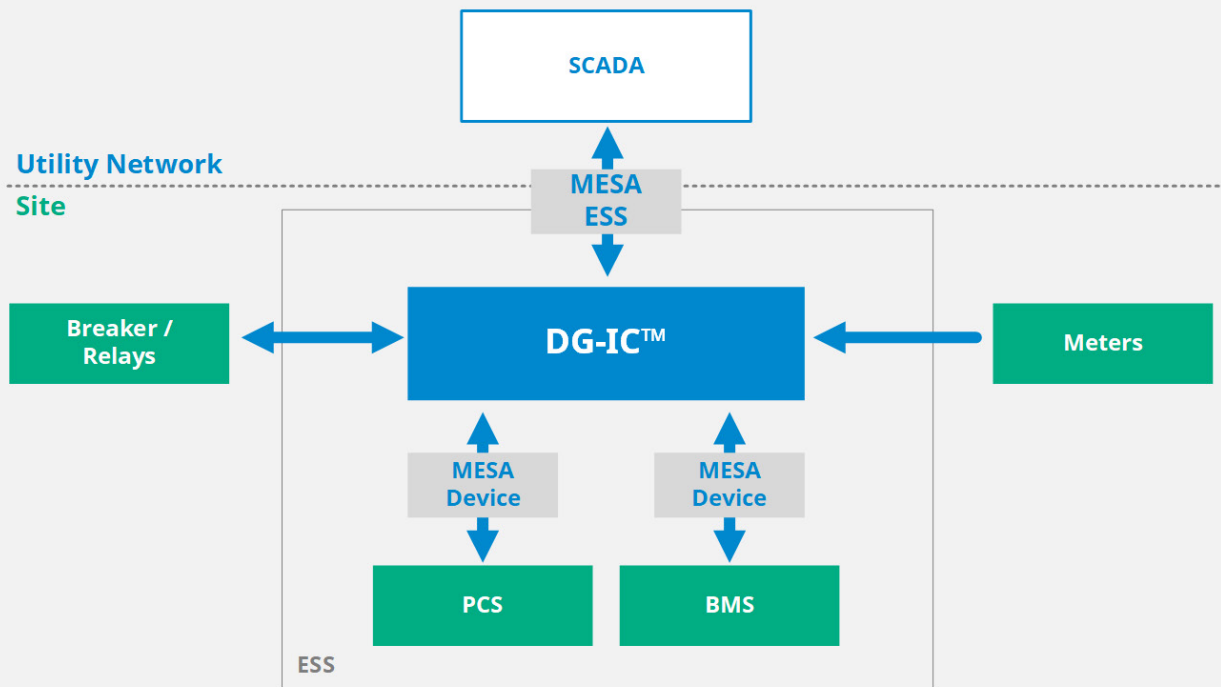 SCADA
Utility Network
Site
MESA
ESS
Breaker /
Relays
DG-IC™
Meters
MESA
Device
MESA
Device
PCS
BMS
ESS